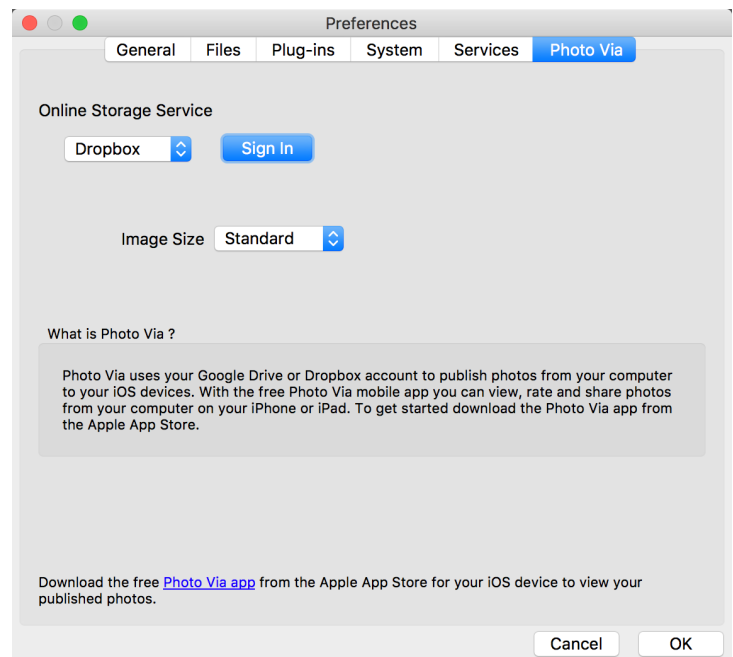 Preferences
General Files Plug-ins System Services Photo Via
Online Storage Service
Dropbox Sign In
Image Size Standard
What is Photo Via ?
Photo Via uses your Google Drive or Dropbox account to publish photos from your computer
to your iOS devices. With the free Photo Via mobile app you can view, rate and share photos
from your computer on your iPhone or iPad. To get started download the Photo Via app from
the Apple App Store.
Download the free Photo Via app from the Apple App Store for your iOS device to view your
published photos.
Cancel OK